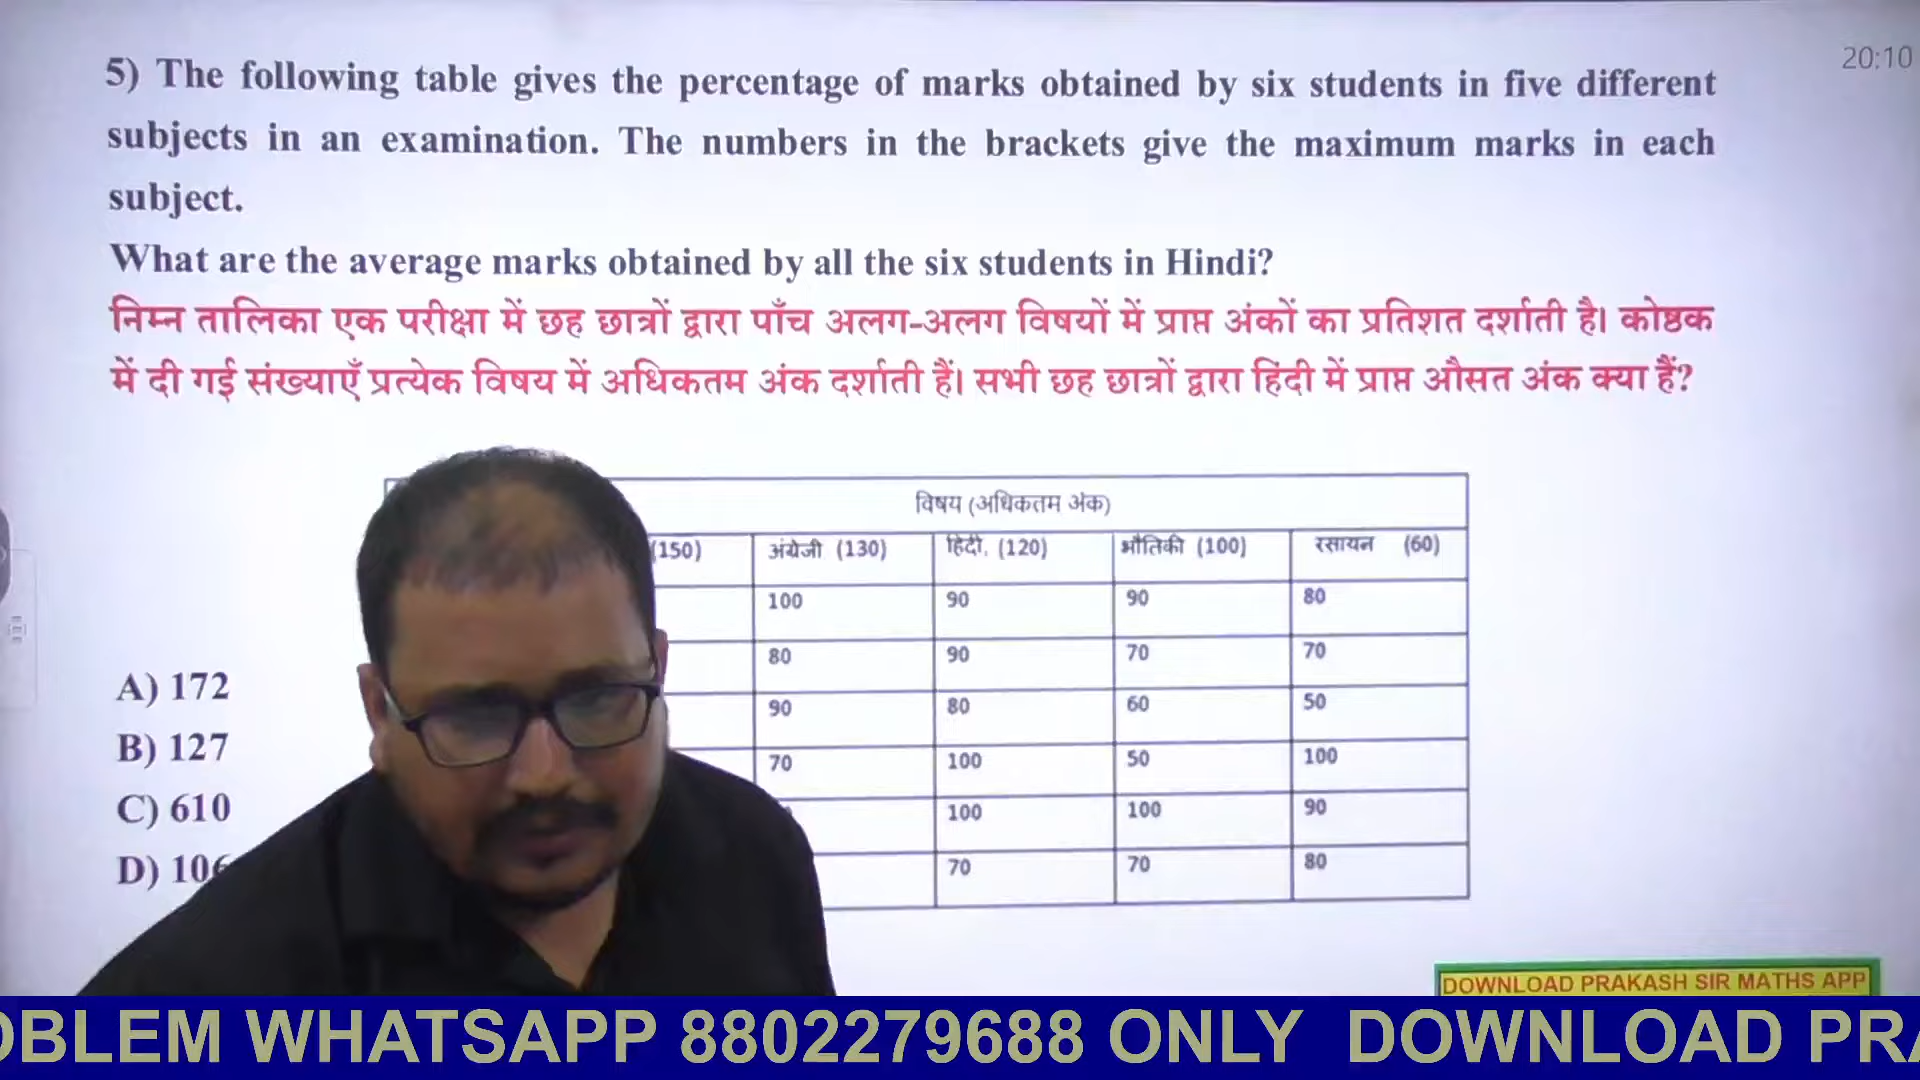 20:10
5) The following table gives the percentage of marks obtained by six students in five different
subjects in an examination. The numbers in the brackets give the maximum marks in each
subject.
What are the average marks obtained by all the six students in Hindi?
निम्न तालिका एक परीक्षा में छह छात्रों द्वारा पाँच अलग-अलग विषयों में प्राप्त अंकों का प्रतिशत दर्शाती है। कोष्ठक
में दी गई संख्याएँ प्रत्येक विषय में अधिकतम अंक दर्शाती हैं। सभी छह छात्रों द्वारा हिंदी में प्राप्त औसत अंक क्या हैं?
विषय (अधिकतम अंक)
(150) अंग्रेजी (130) हिंदी, (120) भौतिकी (100) रसायन (60)
100 90 90 80
80 90 70 70
90 80 60 50
70 100 50 100
100 100 90
70 70 80
A) 172
B) 127
C) 610
D) 106
DOWNLOAD PRAKASH SIR MATHS APP
OBLEM WHATSAPP 8802279688 ONLY DOWNLOAD PRA